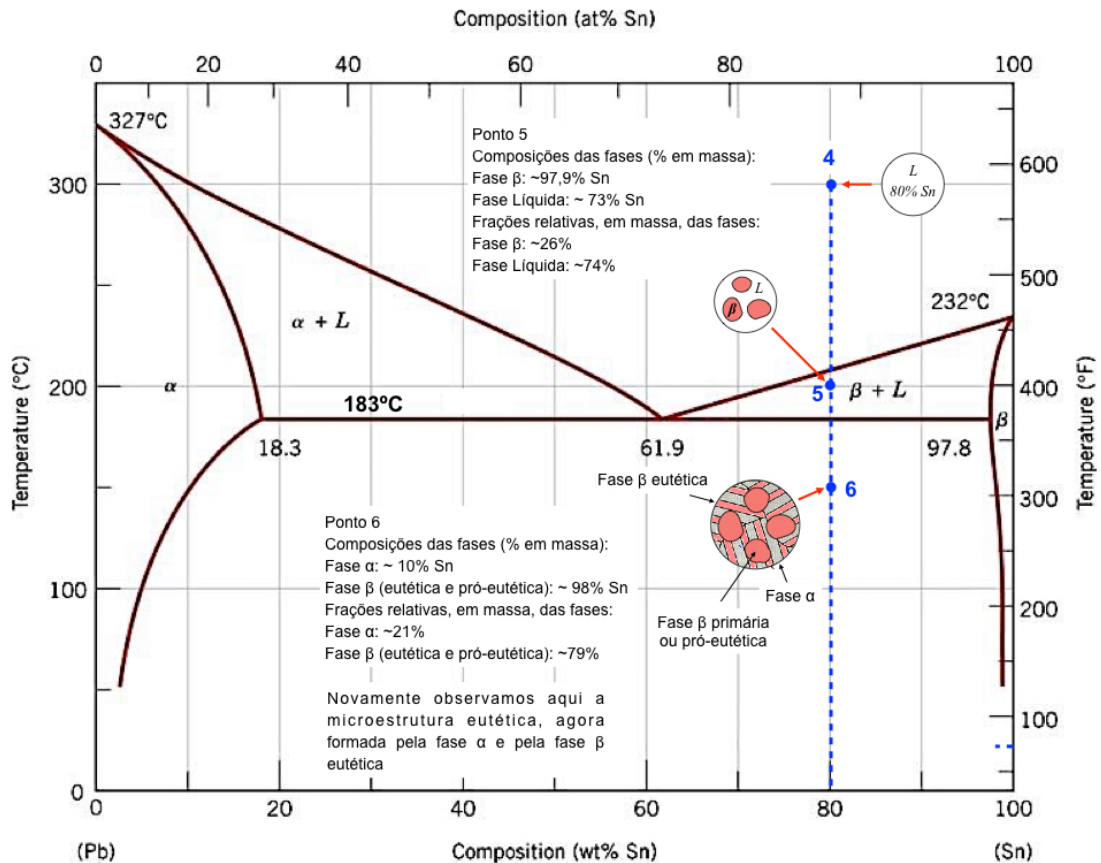 Composition (at% Sn)
0
20
40
60
80
100
327°C
Ponto 5
Composições das fases (% em massa):
Fase β: ~97,9% Sn
Fase Líquida: ~ 73% Sn
Frações relativas, em massa, das fases:
Fase β: ~26%
Fase Líquida: ~74%
4
L
80% Sn
600
300
500
L
β
232°C
α + L
α
200
400
5
β + L
183°C
β
18.3
61.9
97.8
Temperature (°C)
Temperature (°F)
Fase β eutética
6
300
Ponto 6
Composições das fases (% em massa):
Fase α: ~ 10% Sn
Fase β (eutética e pró-eutética): ~ 98% Sn
Frações relativas, em massa, das fases:
Fase α: ~21%
Fase β (eutética e pró-eutética): ~79%
Fase α
Fase β primária
ou pró-eutética
100
200
Novamente observamos aqui a
microestrutura eutética, agora
formada pela fase α e pela fase β
eutética
100
0
0
20
40
60
80
100
(Pb)
Composition (wt% Sn)
(Sn)